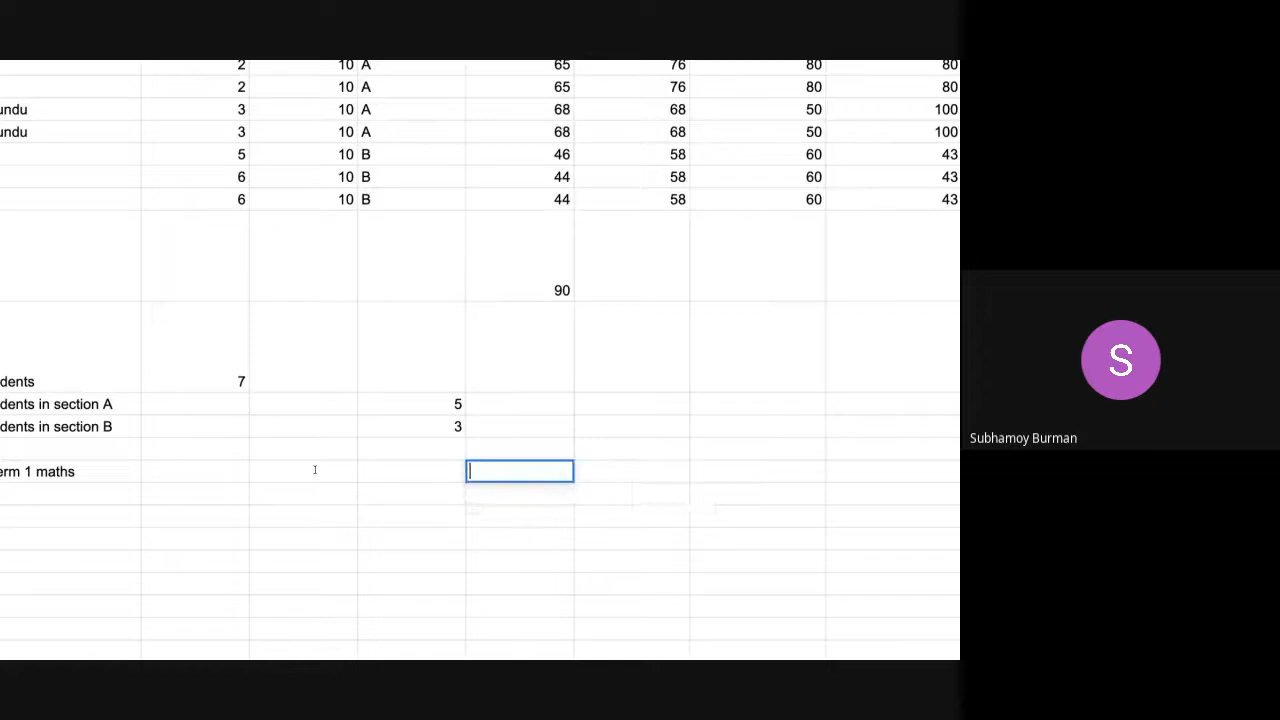 2 10 A 65 76 80 80
2 10 A 65 76 80 80
undu 3 10 A 68 68 50 100
undu 3 10 A 68 68 50 100
5 10 B 46 58 60 43
6 10 B 44 58 60 43
6 10 B 44 58 60 43
90
dents 7
dents in section A 5
dents in section B 3
erm 1 maths
S
Subhamoy Burman